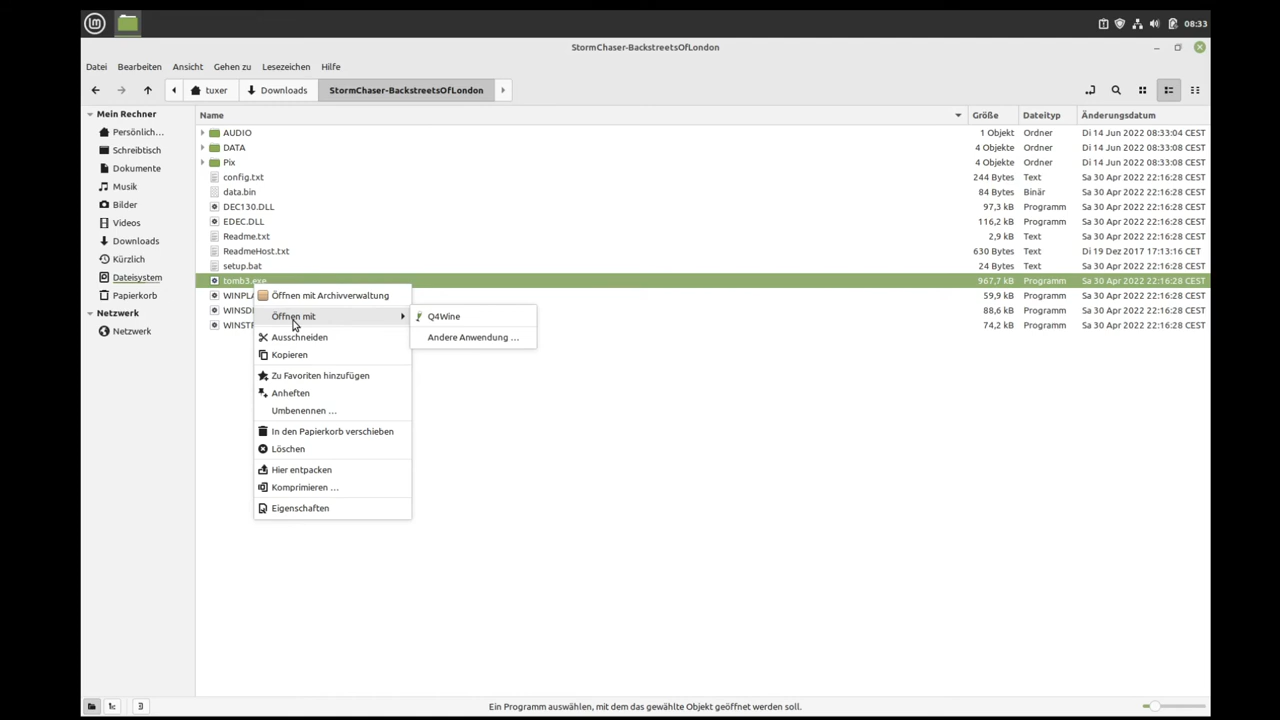 08:33
StormChaser-BackstreetsOfLondon
Datei Bearbeiten Ansicht Gehen zu Lesezeichen Hilfe
tuxer Downloads StormChaser-BackstreetsOfLondon
Mein Rechner
Persönlich...
Schreibtisch
Dokumente
Musik
Bilder
Videos
Downloads
Kürzlich
Dateisystem
Papierkorb
Netzwerk
Netzwerk
Name Größe Dateityp Änderungsdatum
AUDIO 1 Objekt Ordner Di 14 Jun 2022 08:33:04 CEST
DATA 4 Objekte Ordner Di 14 Jun 2022 08:33:08 CEST
Pix 4 Objekte Ordner Di 14 Jun 2022 08:33:08 CEST
config.txt 244 Bytes Text Sa 30 Apr 2022 22:16:28 CEST
data.bin 84 Bytes Binär Sa 30 Apr 2022 22:16:28 CEST
DEC130.DLL 97,3 kB Programm Sa 30 Apr 2022 22:16:28 CEST
EDEC.DLL 116,2 kB Programm Sa 30 Apr 2022 22:16:28 CEST
Readme.txt 2,9 kB Text Sa 30 Apr 2022 22:16:28 CEST
ReadmeHost.txt 630 Bytes Text Di 19 Dez 2017 17:13:16 CET
setup.bat 24 Bytes Text Sa 30 Apr 2022 22:16:28 CEST
tomb3.exe 967,7 kB Programm Sa 30 Apr 2022 22:16:28 CEST
WINPLA 59,9 kB Programm Sa 30 Apr 2022 22:16:28 CEST
WINSD 88,6 kB Programm Sa 30 Apr 2022 22:16:28 CEST
WINST 74,2 kB Programm Sa 30 Apr 2022 22:16:28 CEST
Öffnen mit Archivverwaltung
Öffnen mit
Ausschneiden
Kopieren
Zu Favoriten hinzufügen
Anheften
Umbenennen ...
In den Papierkorb verschieben
Löschen
Hier entpacken
Komprimieren ...
Eigenschaften
Q4Wine
Andere Anwendung ...
Ein Programm auswählen, mit dem das gewählte Objekt geöffnet werden soll.